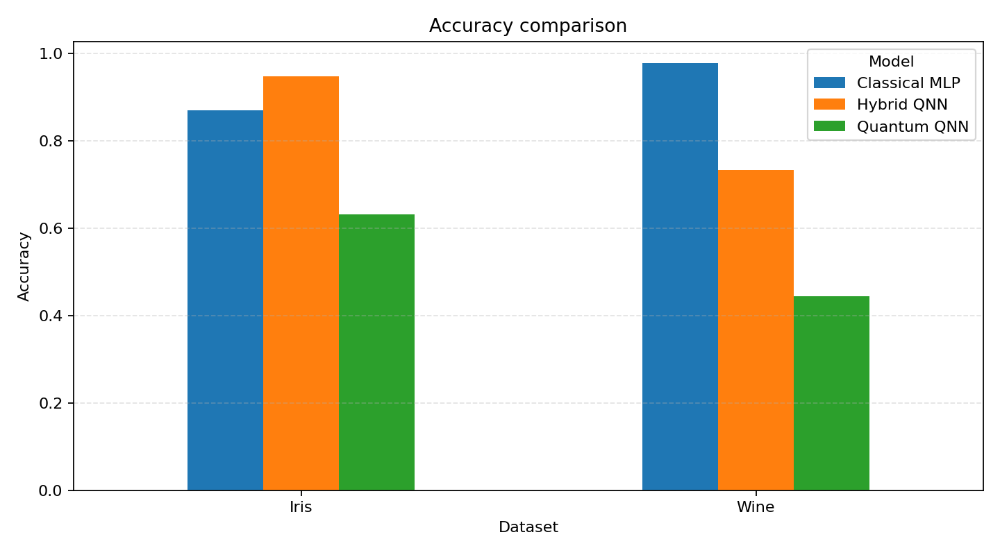 Accuracy comparison
Model
Classical MLP
Hybrid QNN
Quantum QNN
Accuracy
1.0
0.8
0.6
0.4
0.2
0.0
Iris
Wine
Dataset